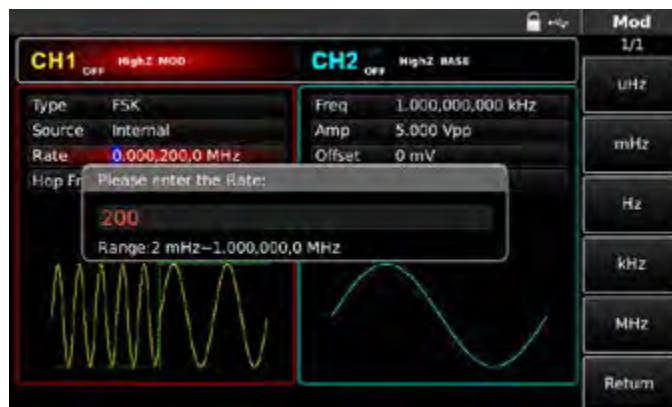 Mod
1/1
CH1 OFF HighZ MOD
CH2 OFF HighZ BASE
uHz
mHz
Hz
kHz
MHz
Return
Type FSK
Source Internal
Rate 0.000,200,0 MHz
Hop Fr
Freq 1.000,000,000 kHz
Amp 5.000 Vpp
Offset 0 mV
Please enter the Rate:
200
Range:2 mHz~1.000,000,0 MHz